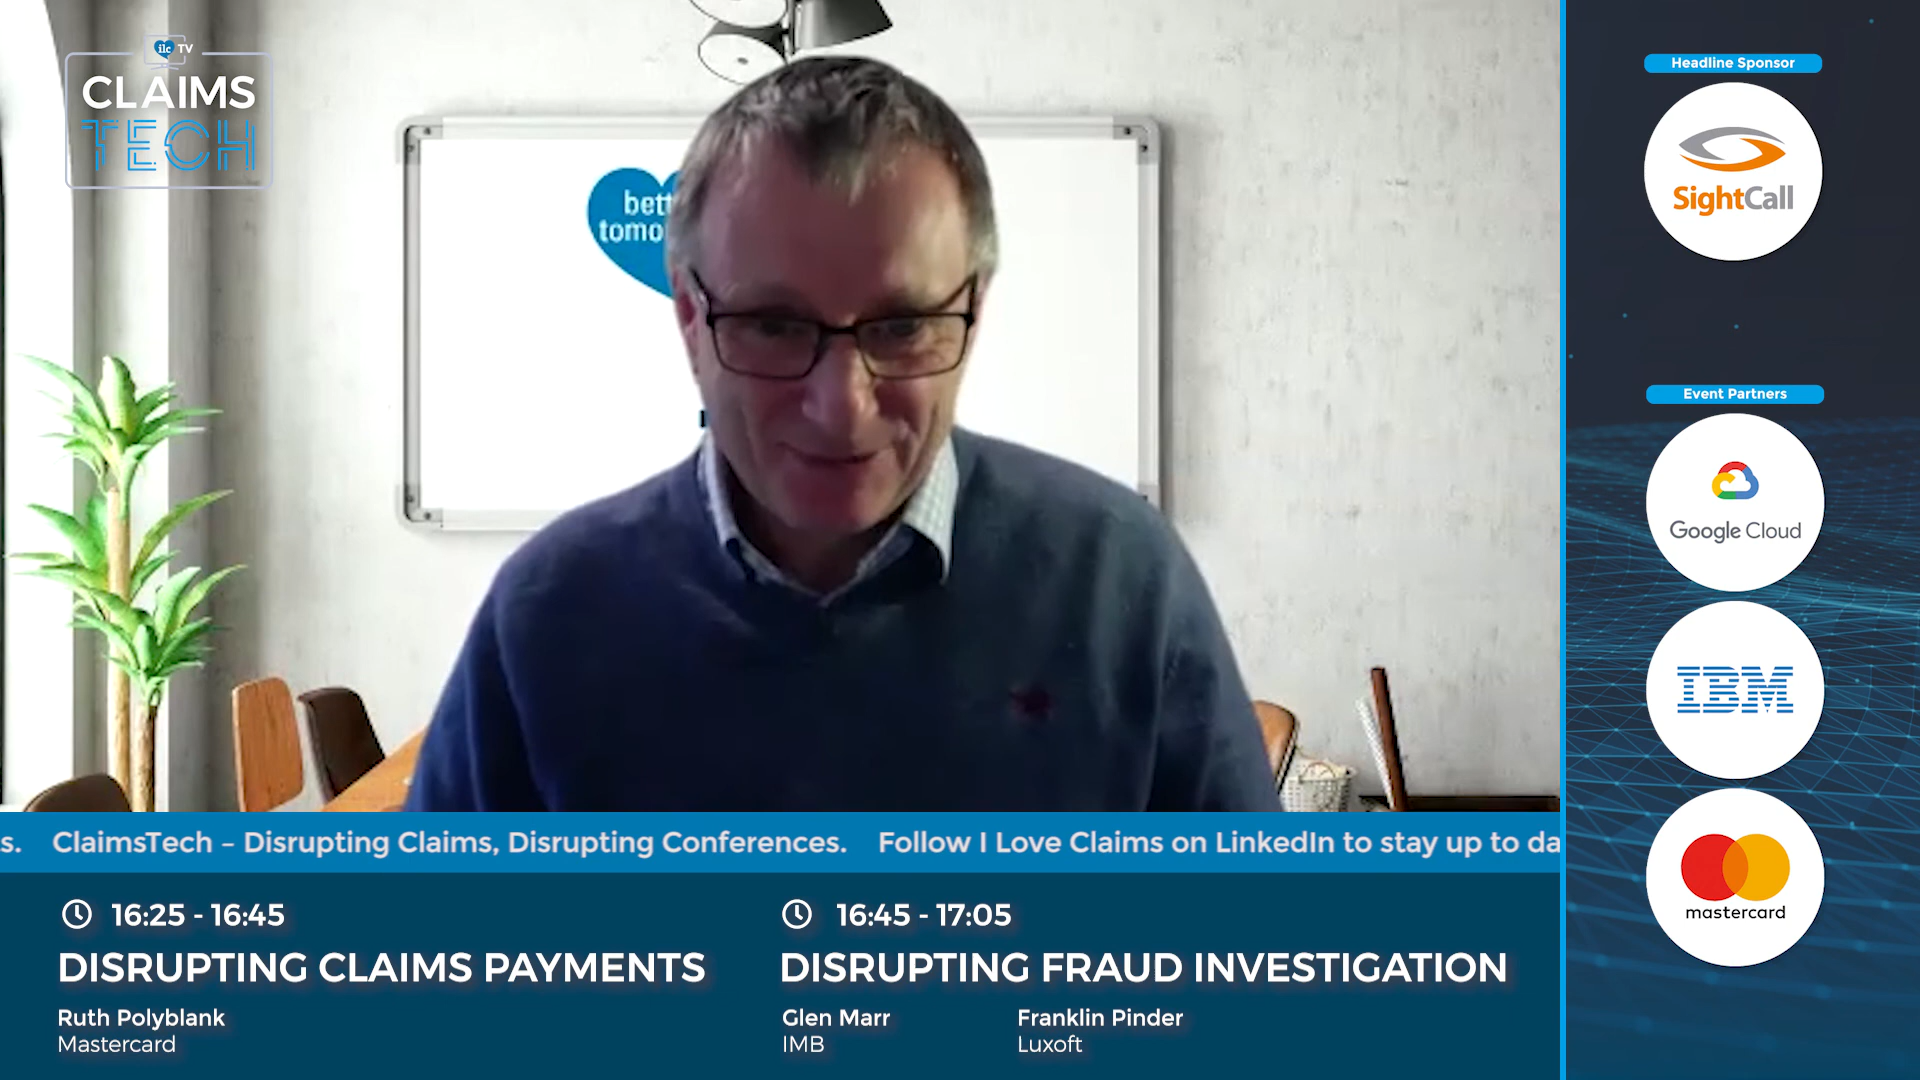 ilc TV
CLAIMS
TECH
bett
tomo
Headline Sponsor
SightCall
Event Partners
Google Cloud
IBM
mastercard
s. ClaimsTech – Disrupting Claims, Disrupting Conferences. Follow I Love Claims on LinkedIn to stay up to da
16:25 - 16:45
DISRUPTING CLAIMS PAYMENTS
Ruth Polyblank
Mastercard
16:45 - 17:05
DISRUPTING FRAUD INVESTIGATION
Glen Marr
IMB
Franklin Pinder
Luxoft